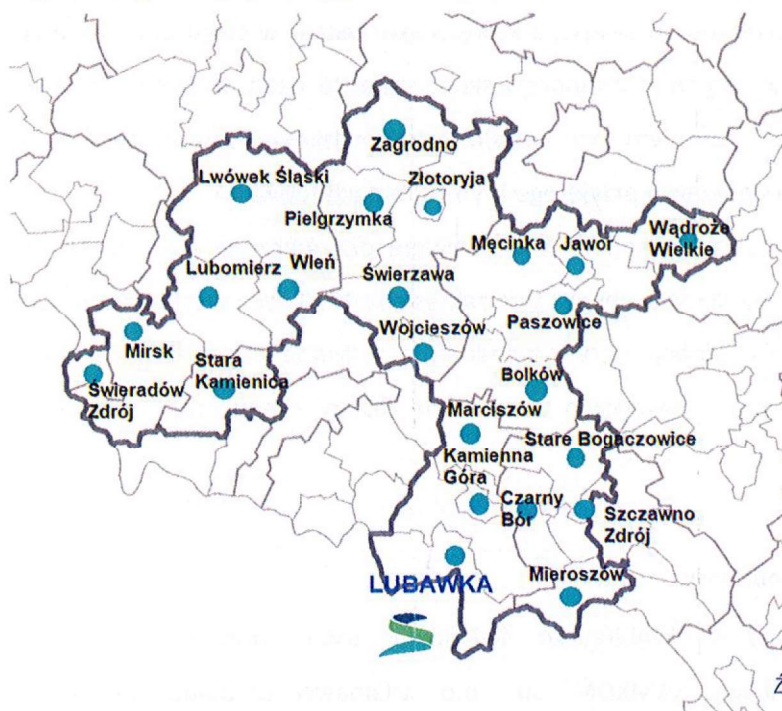 Zagrodno
Lwówek Śląski
Złotoryja
Pielgrzymka
Wądroże
Wielkie
Męcinka
Jawor
Lubomierz
Wleń
Świerzawa
Paszowice
Wojcieszów
Mirsk
Stara
Kamienica
Świeradów
Zdrój
Bolków
Marciszów
Stare Bogaczowice
Kamienna
Góra
Czarny
Bór
Szczawno
Zdrój
LUBAWKA
Mieroszów
Ź